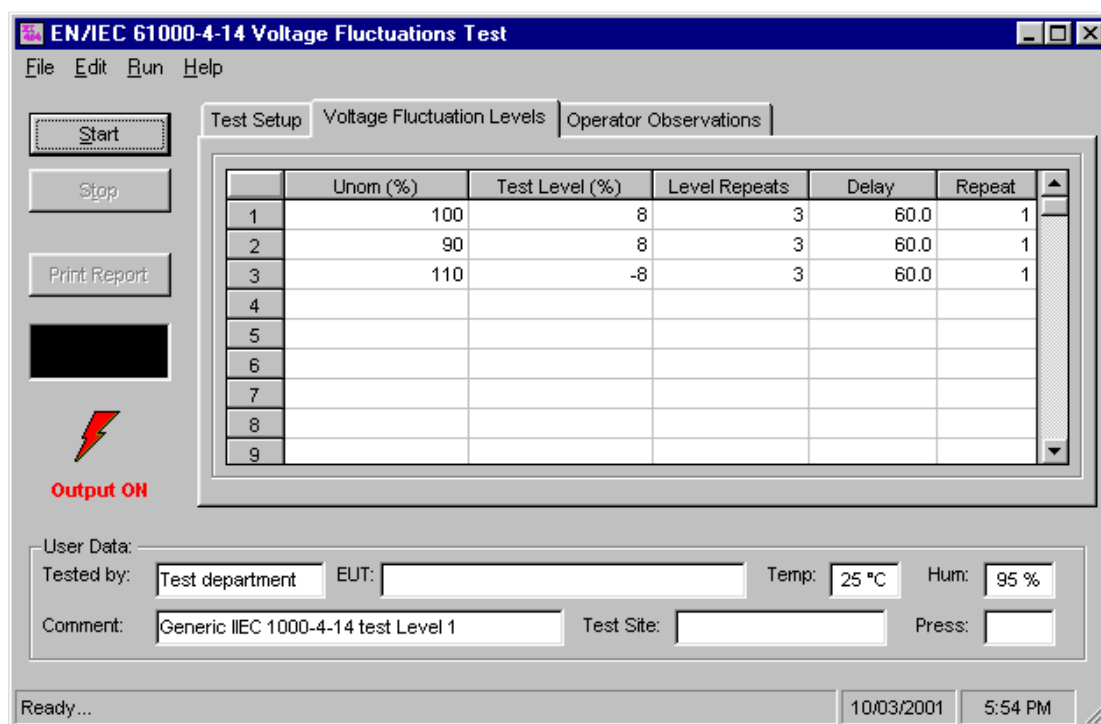 EN/IEC 61000-4-14 Voltage Fluctuations Test
File Edit Run Help
Start
Stop
Print Report
Output ON
Test Setup Voltage Fluctuation Levels Operator Observations
Unom (%) Test Level (%) Level Repeats Delay Repeat
1 100 8 3 60.0 1
2 90 8 3 60.0 1
3 110 -8 3 60.0 1
4
5
6
7
8
9
User Data:
Tested by: Test department EUT: Temp: 25 °C Hum: 95 %
Comment: Generic IIEC 1000-4-14 test Level 1 Test Site: Press:
Ready... 10/03/2001 5:54 PM